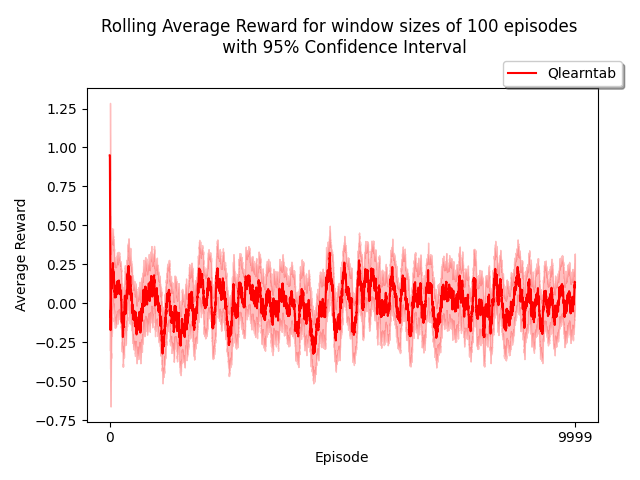 Rolling Average Reward for window sizes of 100 episodes
with 95% Confidence Interval
Qlearntab
1.25
1.00
0.75
0.50
0.25
0.00
−0.25
−0.50
−0.75
Average Reward
0
9999
Episode